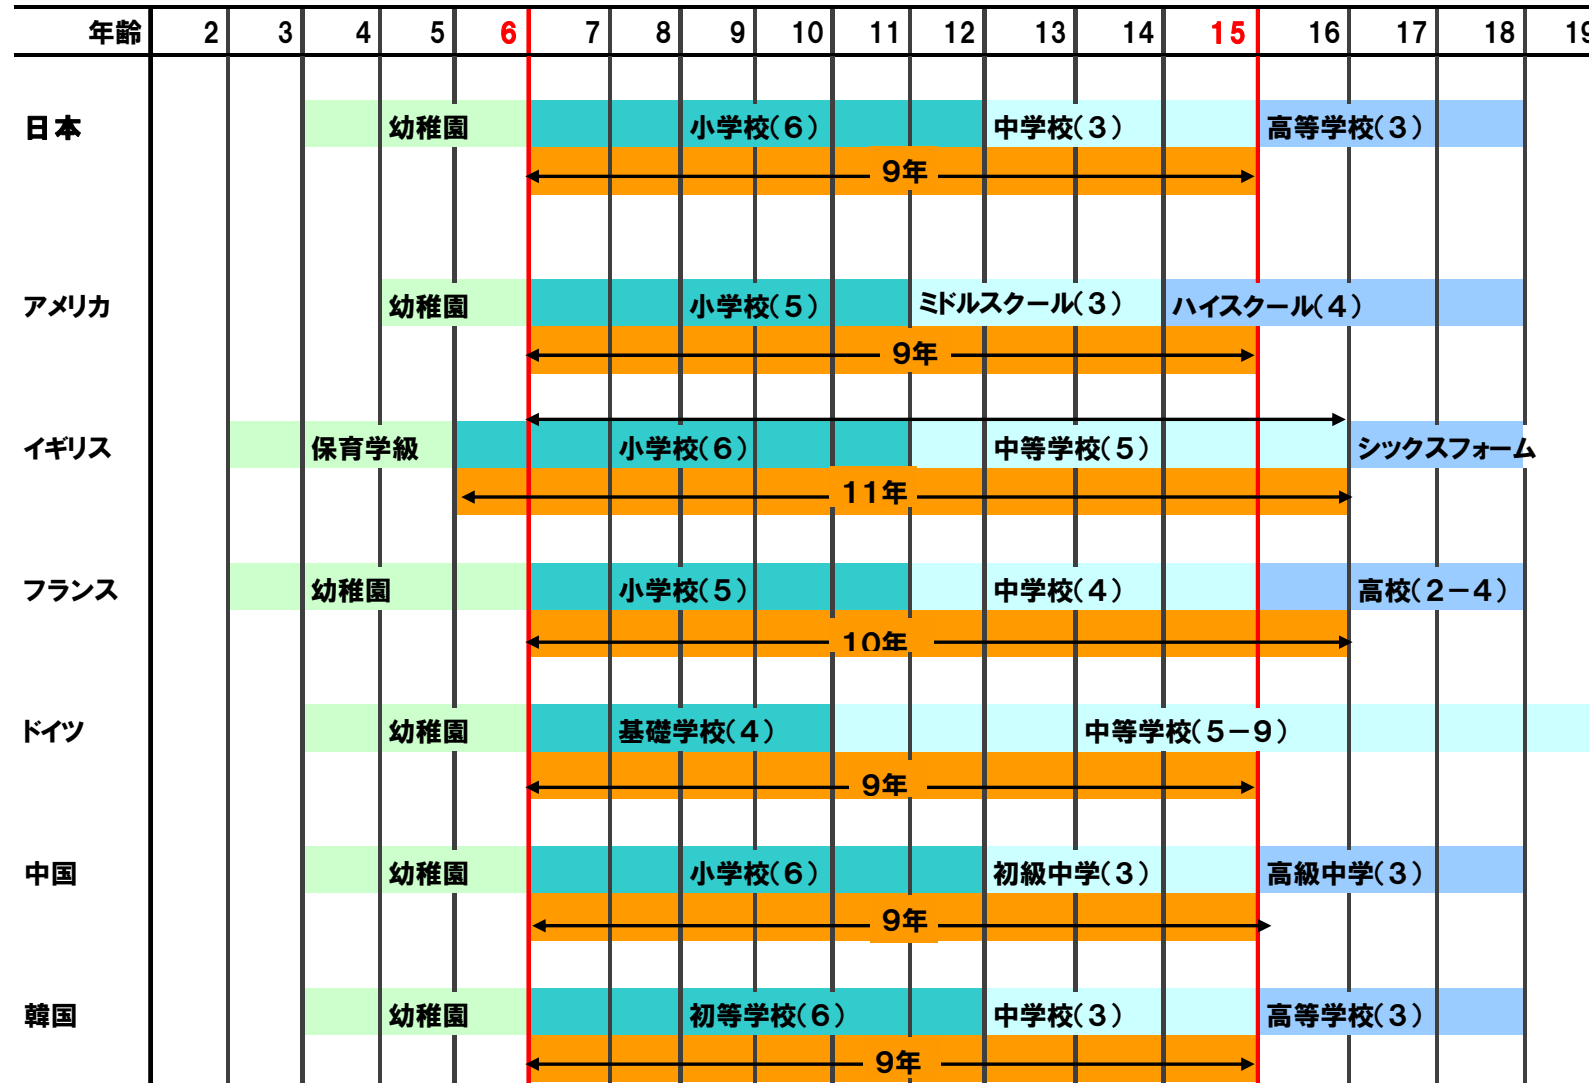 年齢 2 3 4 5 6 7 8 9 10 11 12 13 14 15 16 17 18 19
日本 幼稚園 小学校(6) 中学校(3) 高等学校(3)
9年
アメリカ 幼稚園 小学校(5) ミドルスクール(3) ハイスクール(4)
9年
イギリス 保育学級 小学校(6) 中等学校(5) シックスフォーム
11年
フランス 幼稚園 小学校(5) 中学校(4) 高校(2-4)
10年
ドイツ 幼稚園 基礎学校(4) 中等学校(5-9)
9年
中国 幼稚園 小学校(6) 初級中学(3) 高級中学(3)
9年
韓国 幼稚園 初等学校(6) 中学校(3) 高等学校(3)
9年